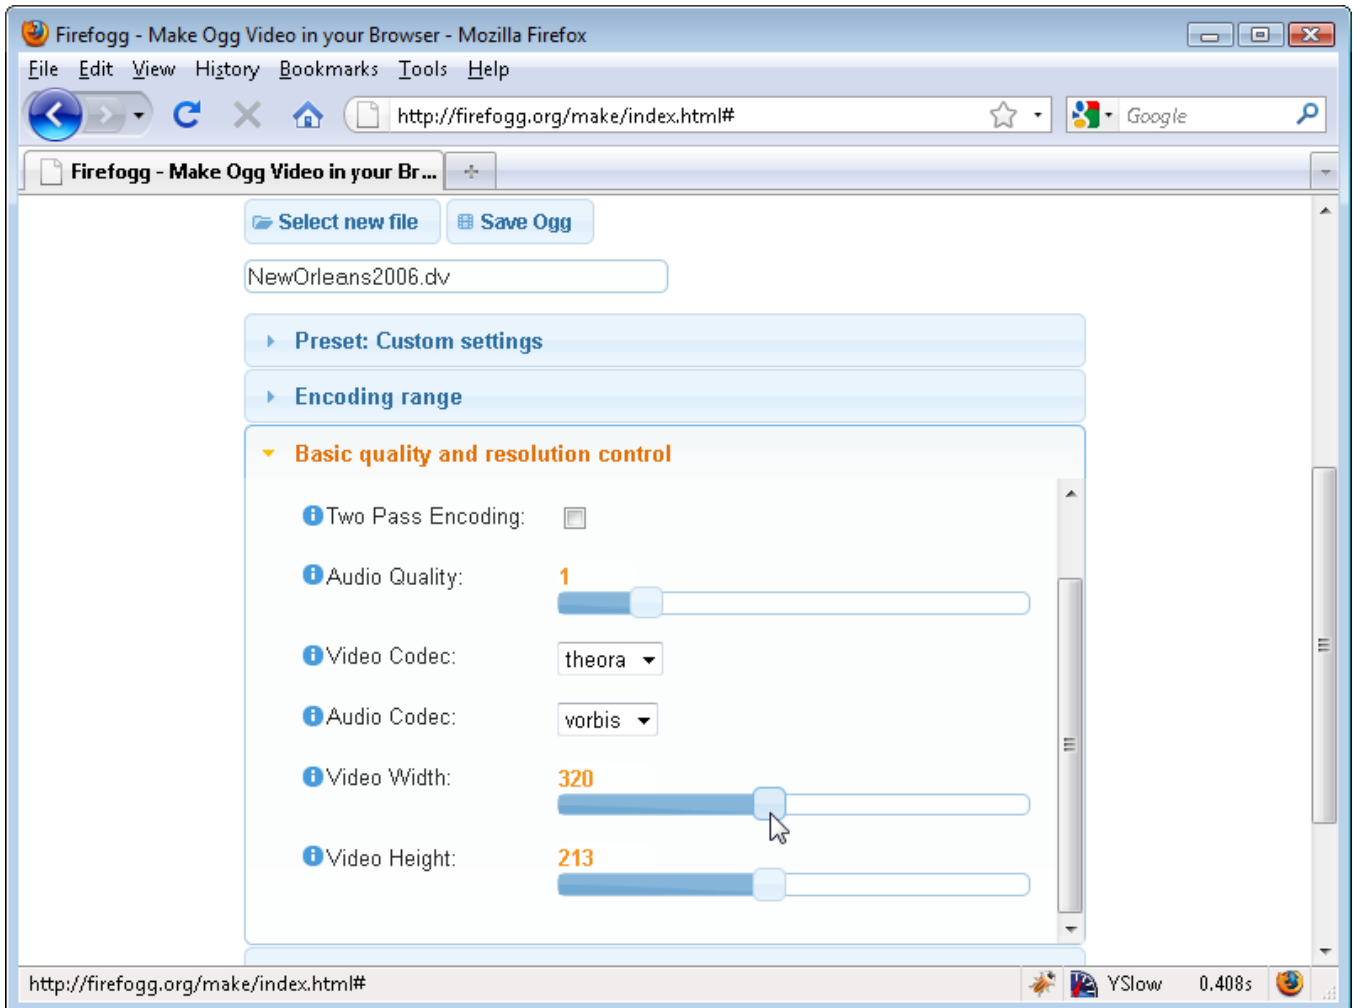 Firefogg - Make Ogg Video in your Browser - Mozilla Firefox
File Edit View History Bookmarks Tools Help
http://firefogg.org/make/index.html#
Google
Firefogg - Make Ogg Video in your Br...
Select new file Save Ogg
NewOrleans2006.dv
Preset: Custom settings
Encoding range
Basic quality and resolution control
Two Pass Encoding:
Audio Quality: 1
Video Codec: theora
Audio Codec: vorbis
Video Width: 320
Video Height: 213
http://firefogg.org/make/index.html# YSlow 0.408s